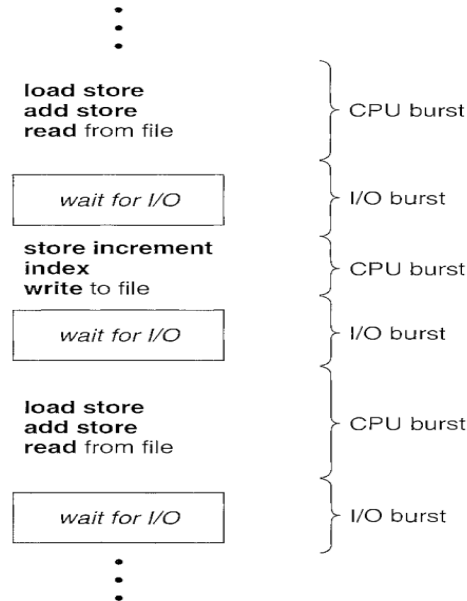 load store
add store
read from file
CPU burst
wait for I/O
I/O burst
store increment
index
write to file
CPU burst
wait for I/O
I/O burst
load store
add store
read from file
CPU burst
wait for I/O
I/O burst